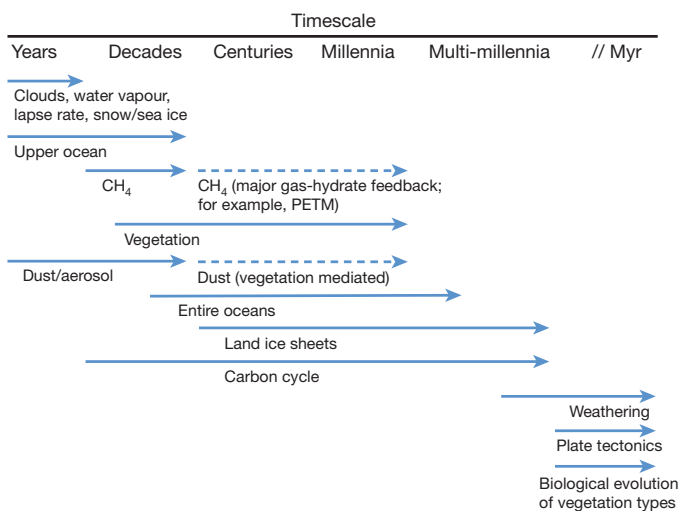 Timescale
Years Decades Centuries Millennia Multi-millennia // Myr
Clouds, water vapour,
lapse rate, snow/sea ice
Upper ocean
CH₄ CH₄ (major gas-hydrate feedback;
for example, PETM)
Vegetation
Dust/aerosol Dust (vegetation mediated)
Entire oceans
Land ice sheets
Carbon cycle
Weathering
Plate tectonics
Biological evolution
of vegetation types